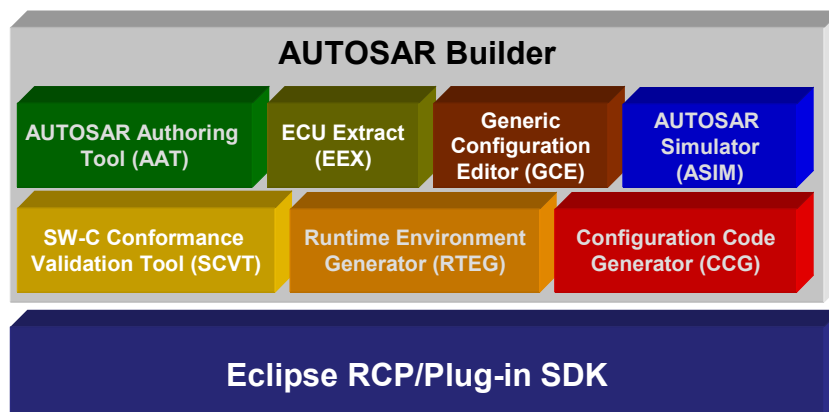 AUTOSAR Builder
AUTOSAR Authoring
Tool (AAT)
ECU Extract
(EEX)
Generic
Configuration
Editor (GCE)
AUTOSAR
Simulator
(ASIM)
SW-C Conformance
Validation Tool (SCVT)
Runtime Environment
Generator (RTEG)
Configuration Code
Generator (CCG)
Eclipse RCP/Plug-in SDK